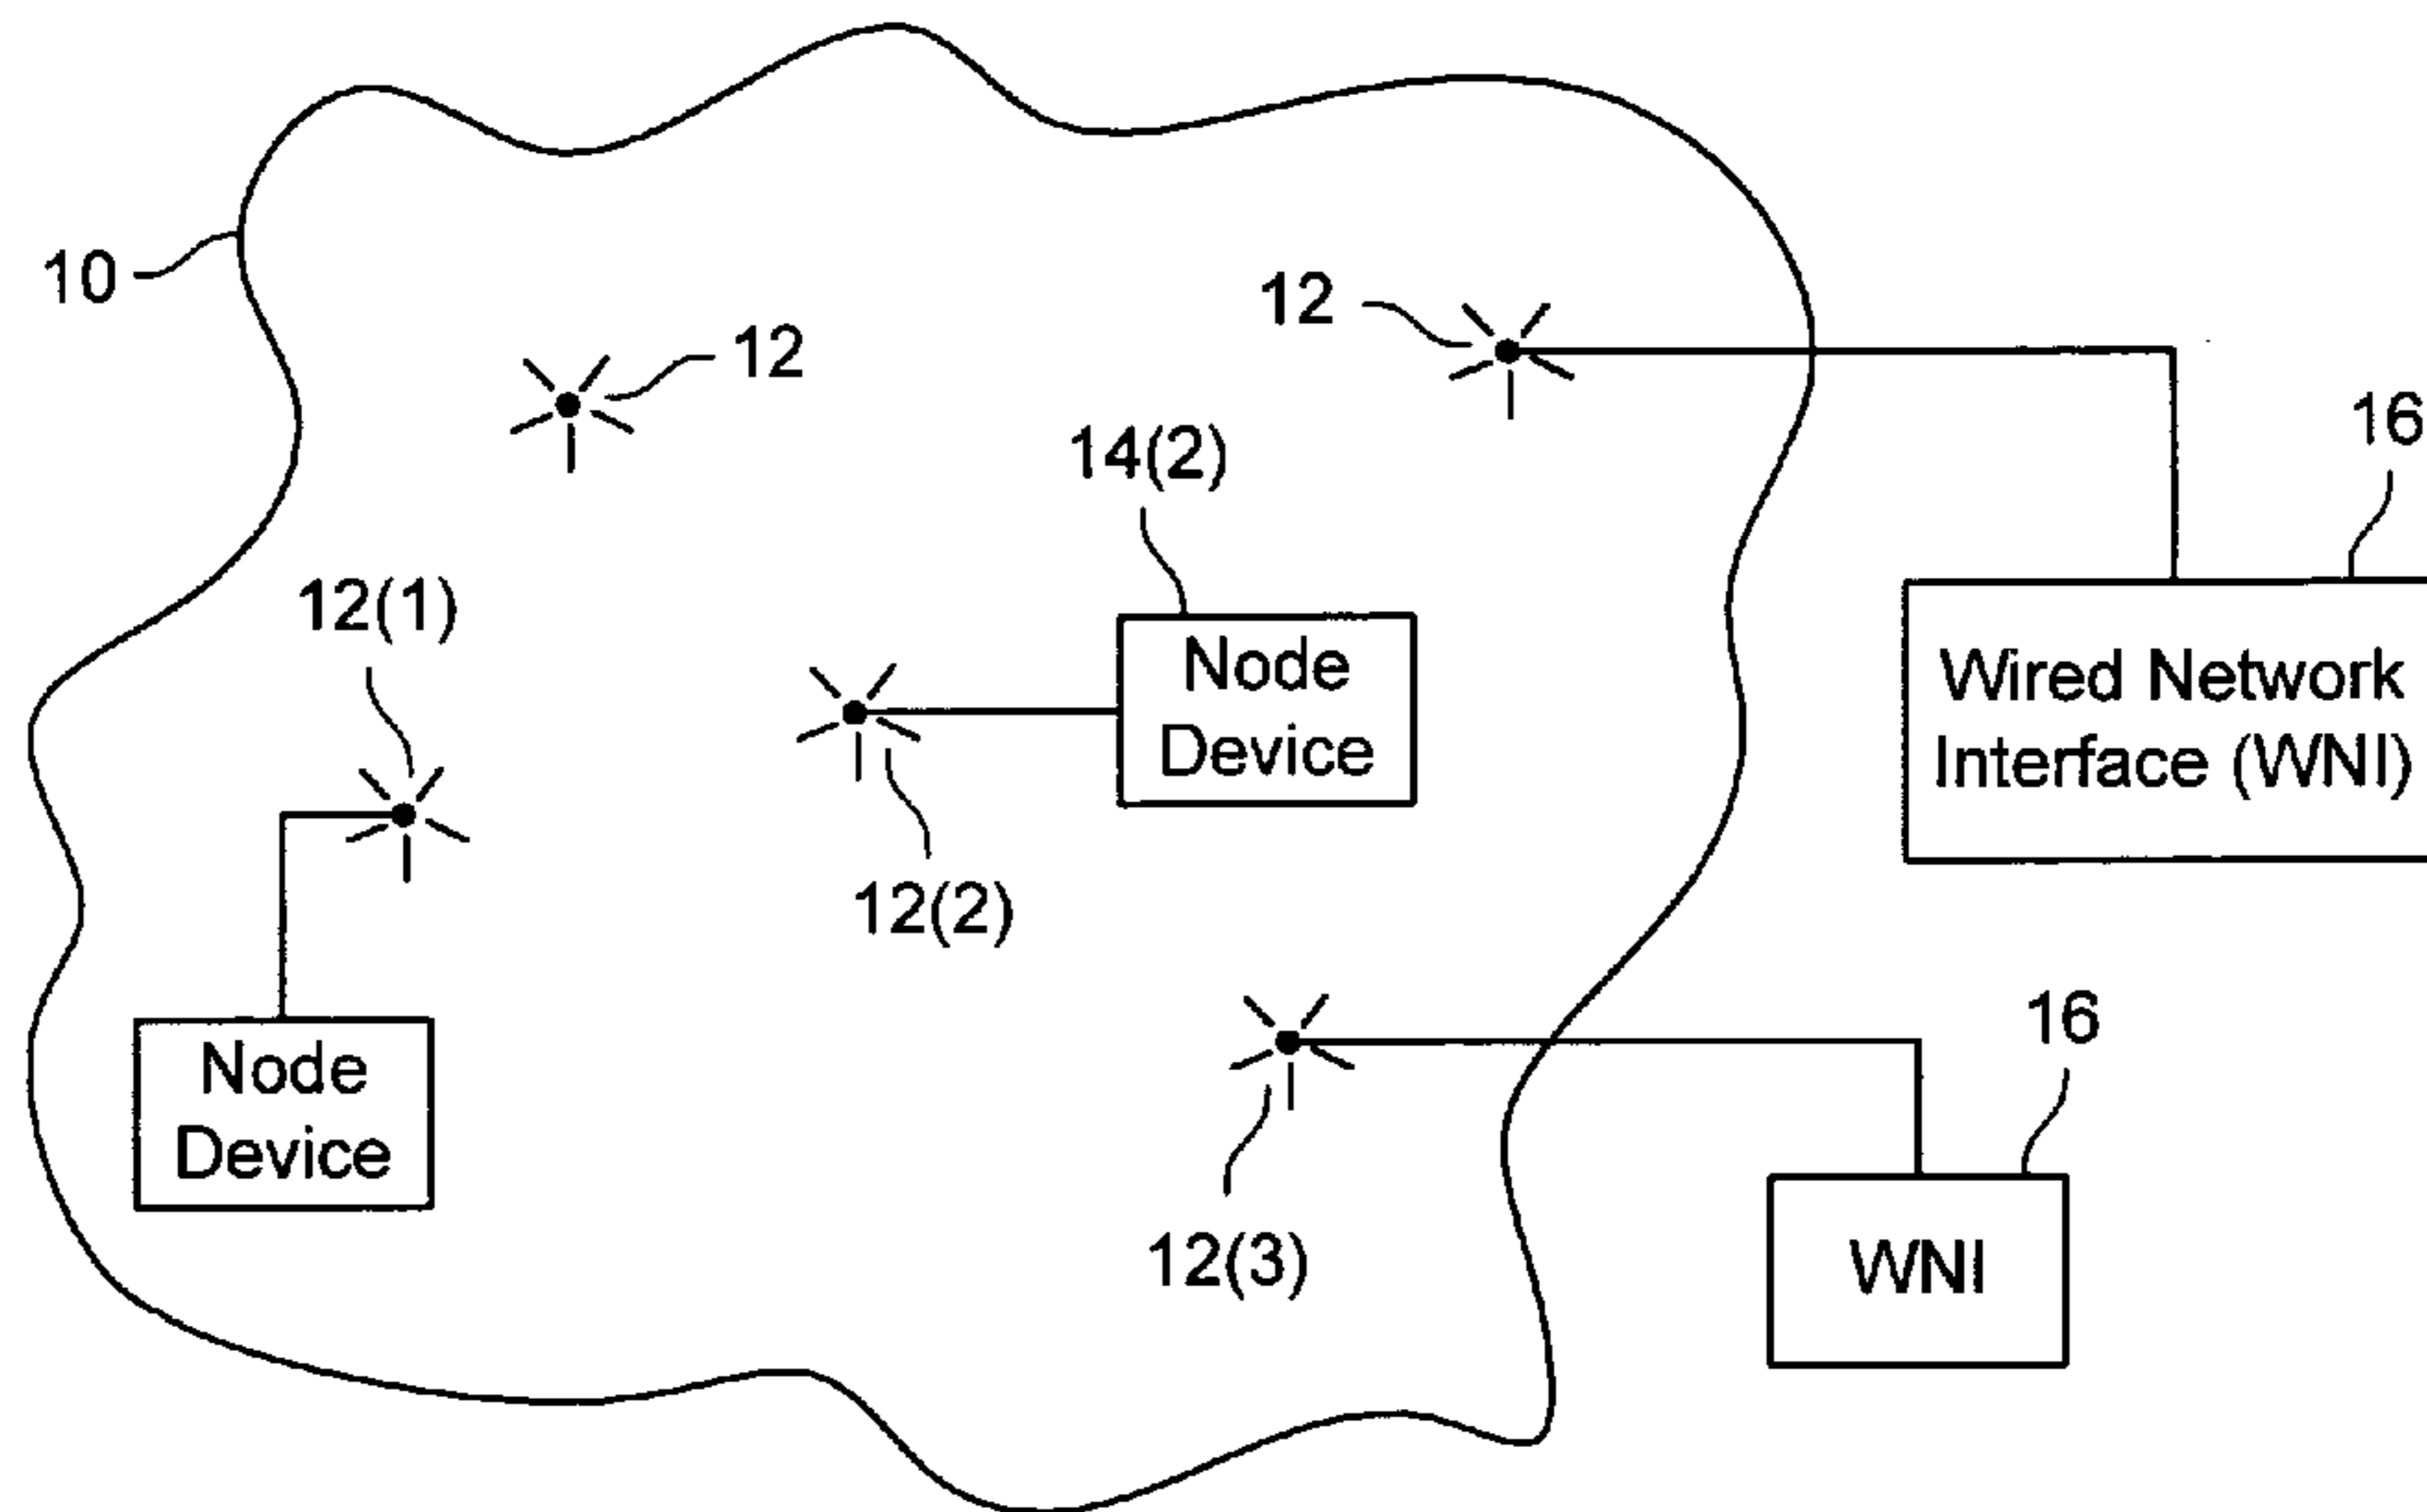 10
12
12
16
14(2)
12(1)
Node
Device
Wired Network
Interface (WNI)
12(2)
Node
Device
16
12(3)
WNI